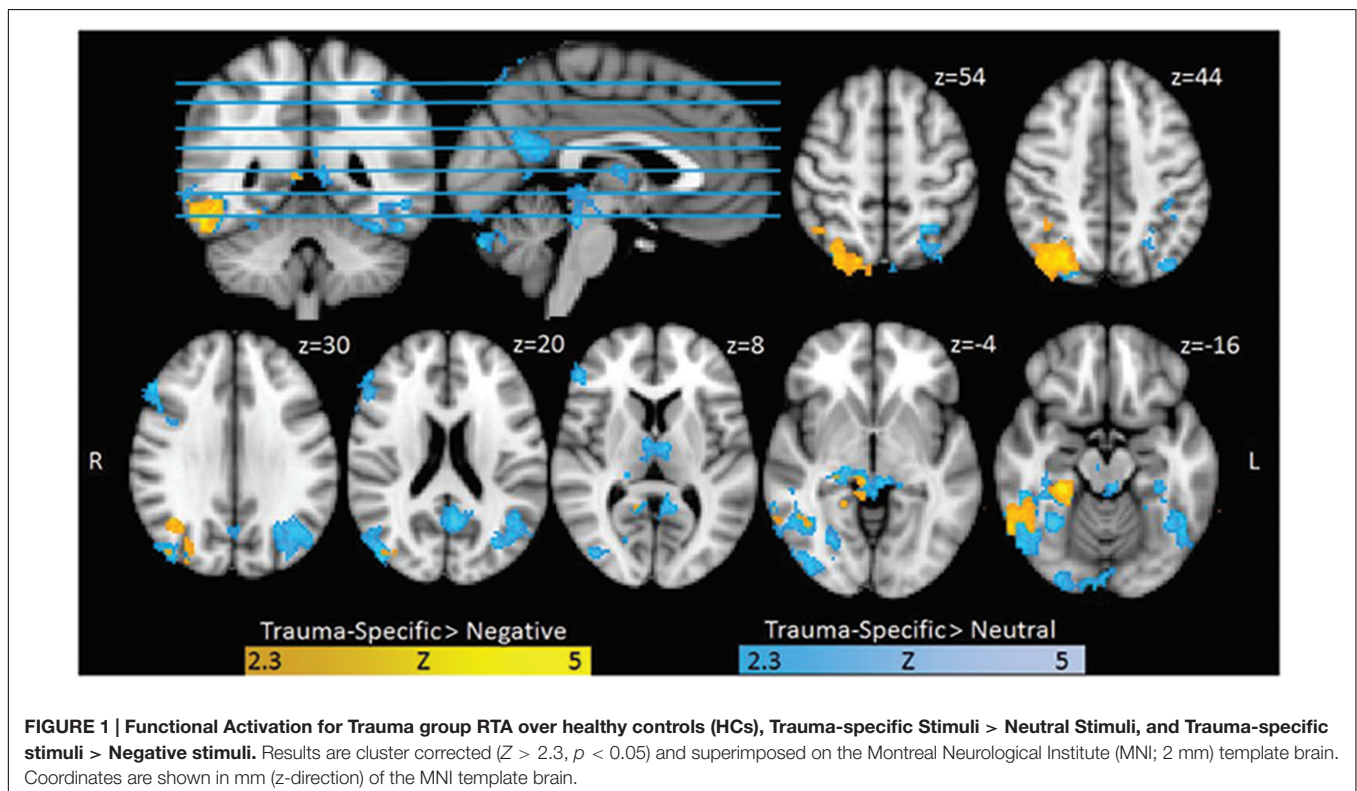 z=54
z=44
z=30
z=20
z=8
z=-4
z=-16
R
L
Trauma-Specific> Negative
2.3 Z 5
Trauma-Specific> Neutral
2.3 Z 5
FIGURE 1 | Functional Activation for Trauma group RTA over healthy controls (HCs), Trauma-specific Stimuli > Neutral Stimuli, and Trauma-specific
stimuli > Negative stimuli. Results are cluster corrected (Z > 2.3, p < 0.05) and superimposed on the Montreal Neurological Institute (MNI; 2 mm) template brain.
Coordinates are shown in mm (z-direction) of the MNI template brain.